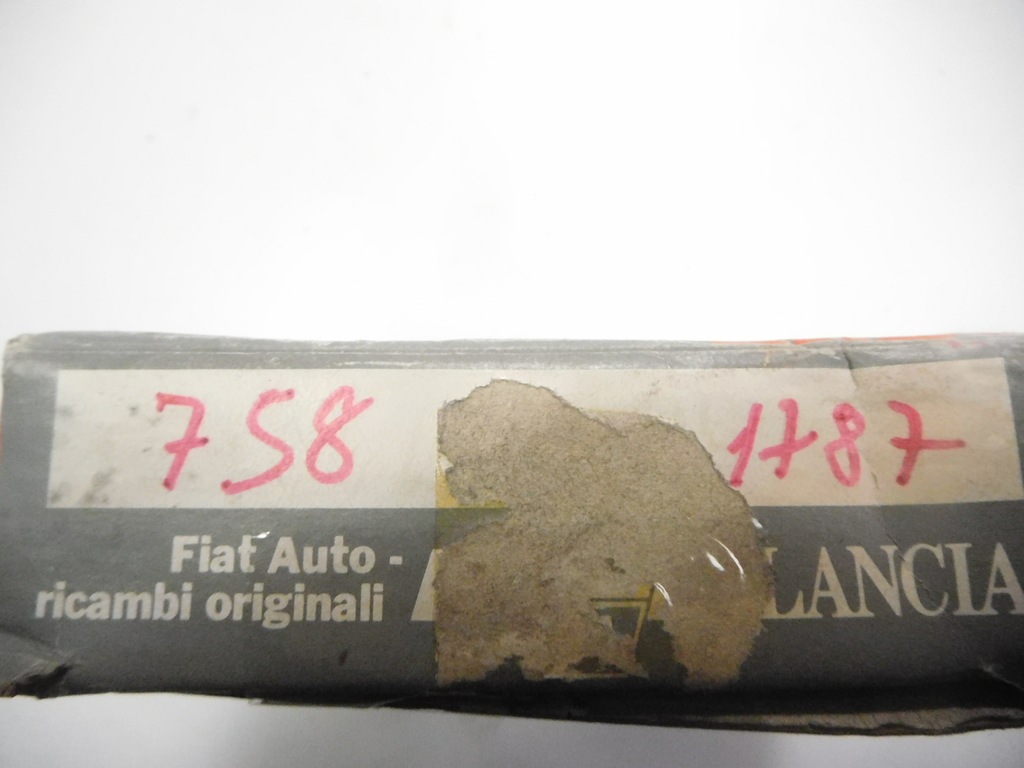 758 1787
Fiat Auto -
ricambi originali LANCIA